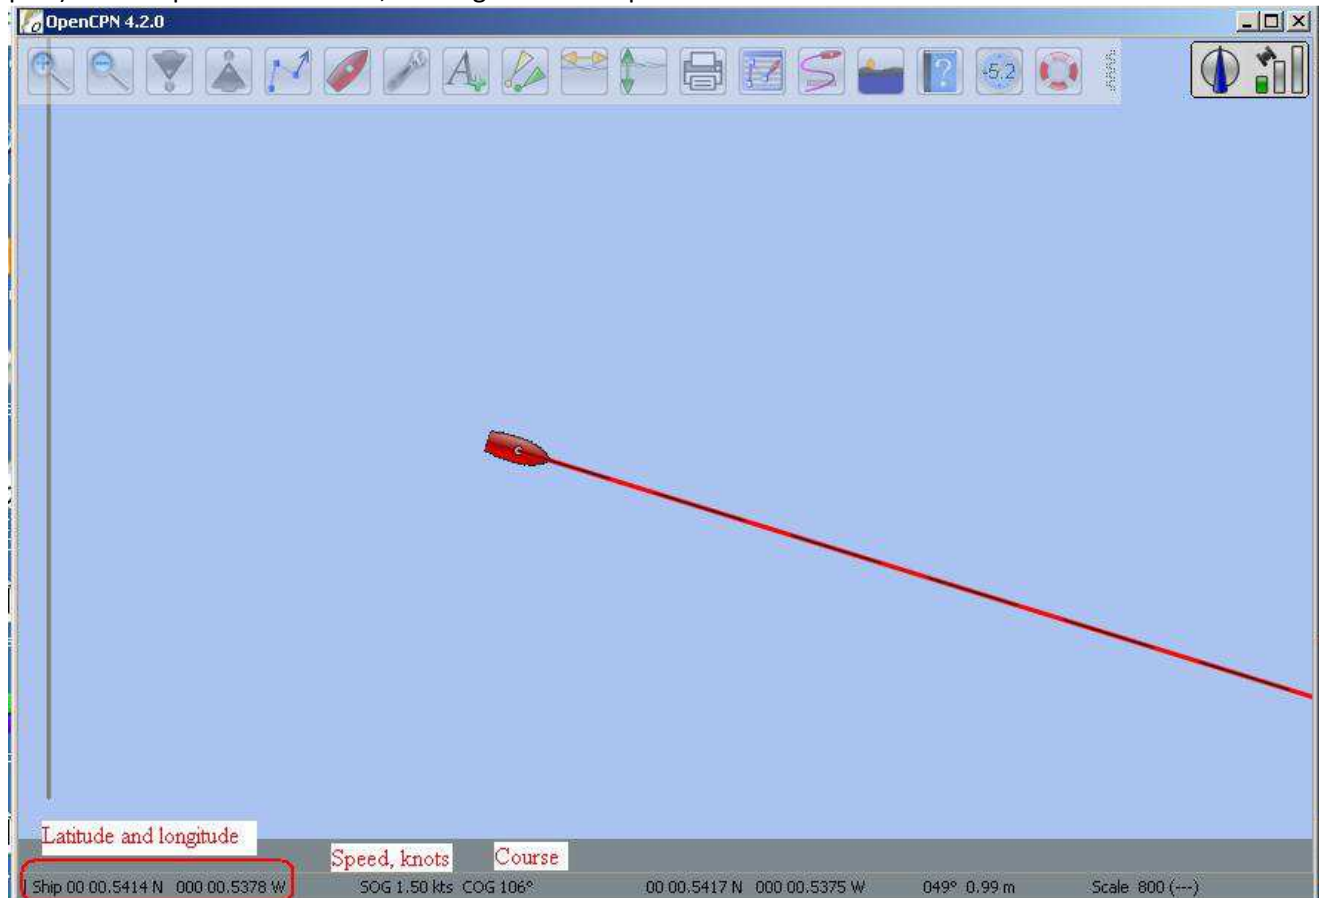 OpenCPN 4.2.0
A
?
-5.2
Latitude and longitude
Speed, knots
Course
Ship 00 00.5414 N 000 00.5378 W
SOG 1.50 kts COG 106°
00 00.5417 N 000 00.5375 W
049° 0.99 m
Scale 800 (---)